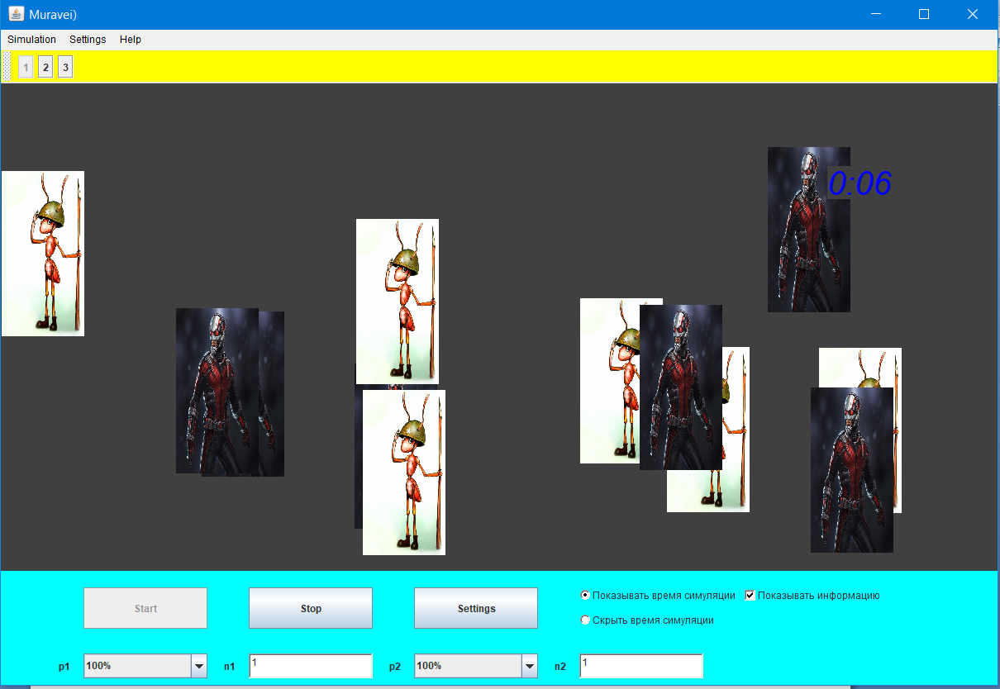 Muravei)
Simulation Settings Help
1 2 3
0:06
Start Stop Settings
Показывать время симуляции Показывать информацию
Скрыть время симуляции
p1 100% n1 1 p2 100% n2 1